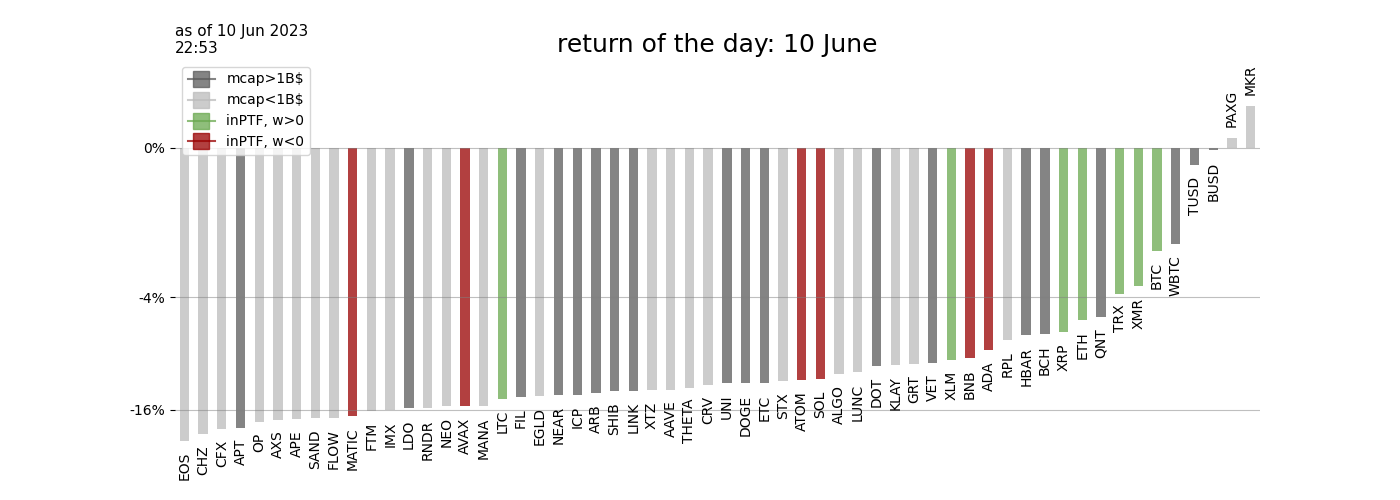 as of 10 Jun 2023
22:53
return of the day: 10 June
mcap>1B$
mcap<1B$
inPTF, w>0
inPTF, w<0
0%
-4%
-16%
EOS
CHZ
CFX
APT
OP
AXS
APE
SAND
FLOW
MATIC
FTM
IMX
LDO
RNDR
NEO
AVAX
MANA
LTC
FIL
EGLD
NEAR
ICP
ARB
SHIB
LINK
XTZ
AAVE
THETA
CRV
UNI
DOGE
ETC
STX
ATOM
SOL
ALGO
LUNC
DOT
KLAY
GRT
VET
XLM
BNB
ADA
RPL
HBAR
BCH
XRP
ETH
QNT
TRX
XMR
BTC
WBTC
TUSD
BUSD
PAXG
MKR